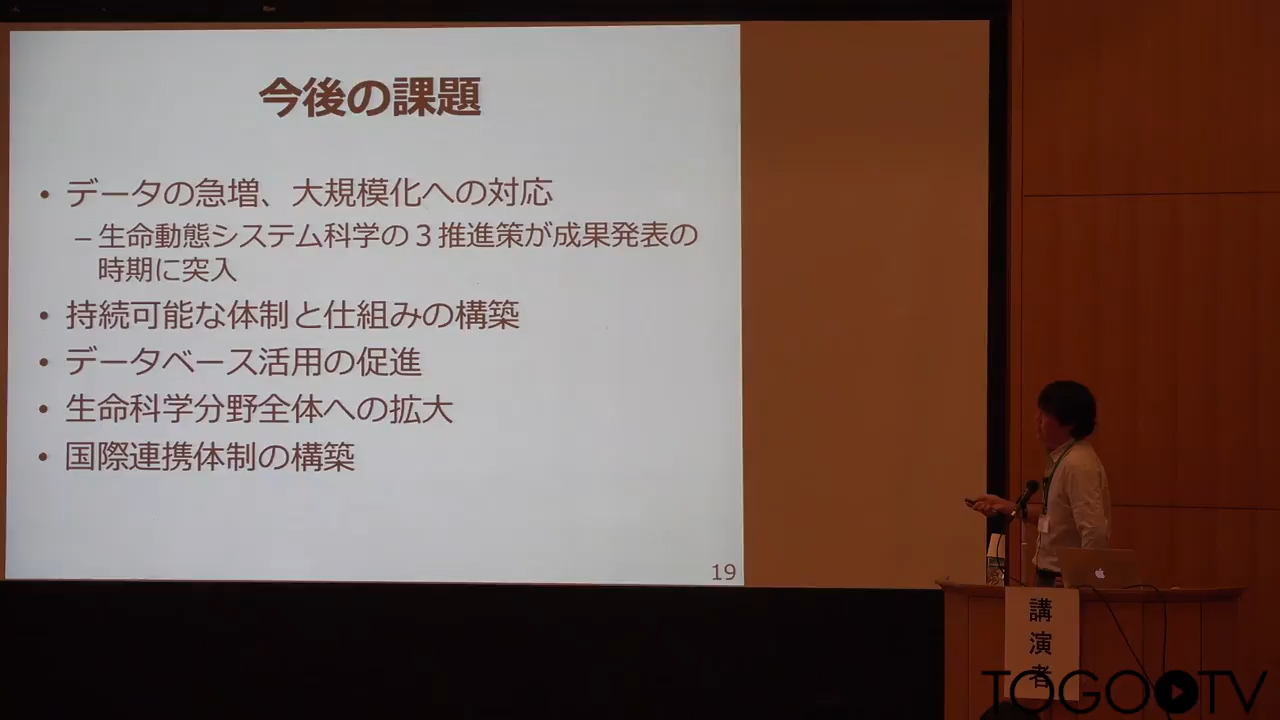 今後の課題
• データの急増、大規模化への対応
– 生命動態システム科学の３推進策が成果発表の
時期に突入
• 持続可能な体制と仕組みの構築
• データベース活用の促進
• 生命科学分野全体への拡大
• 国際連携体制の構築
19
講演者
TOGOTV